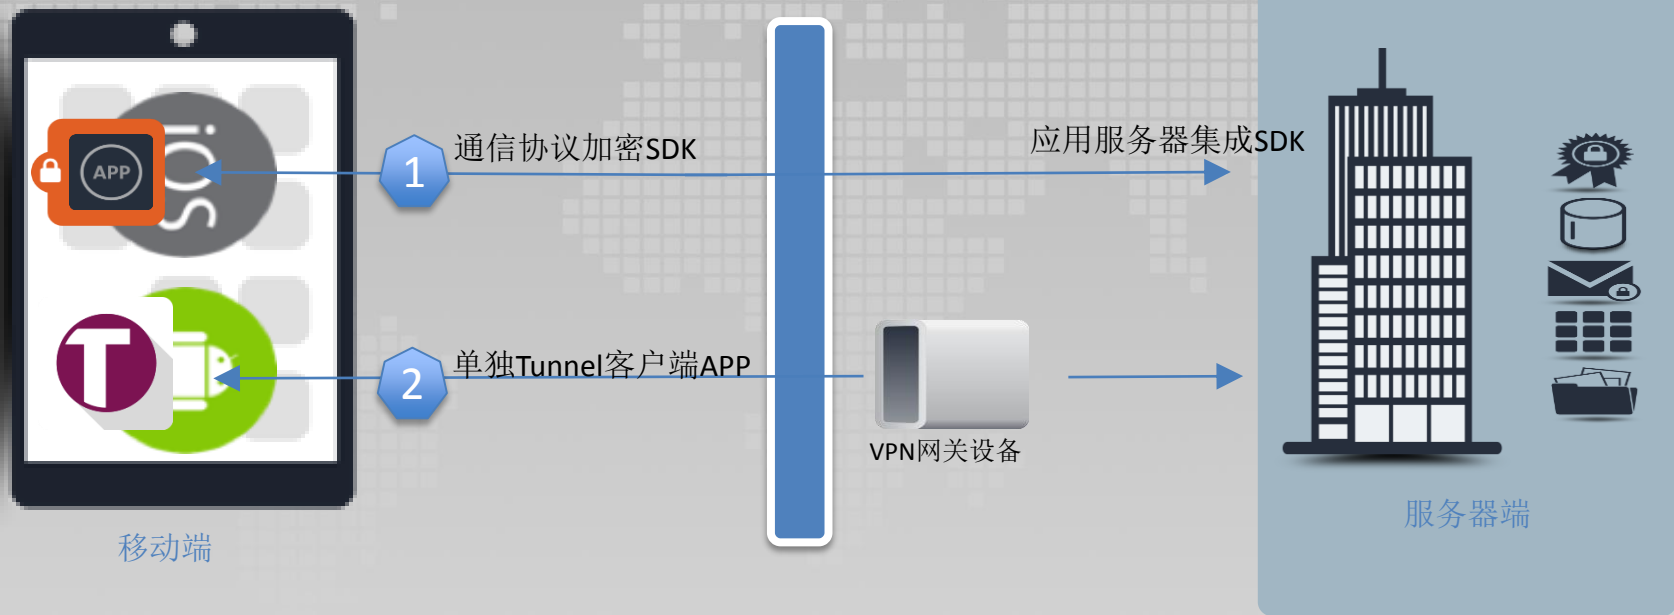 iOS
APP
1
通信协议加密SDK
应用服务器集成SDK
T
2
单独Tunnel客户端APP
VPN网关设备
移动端
服务器端